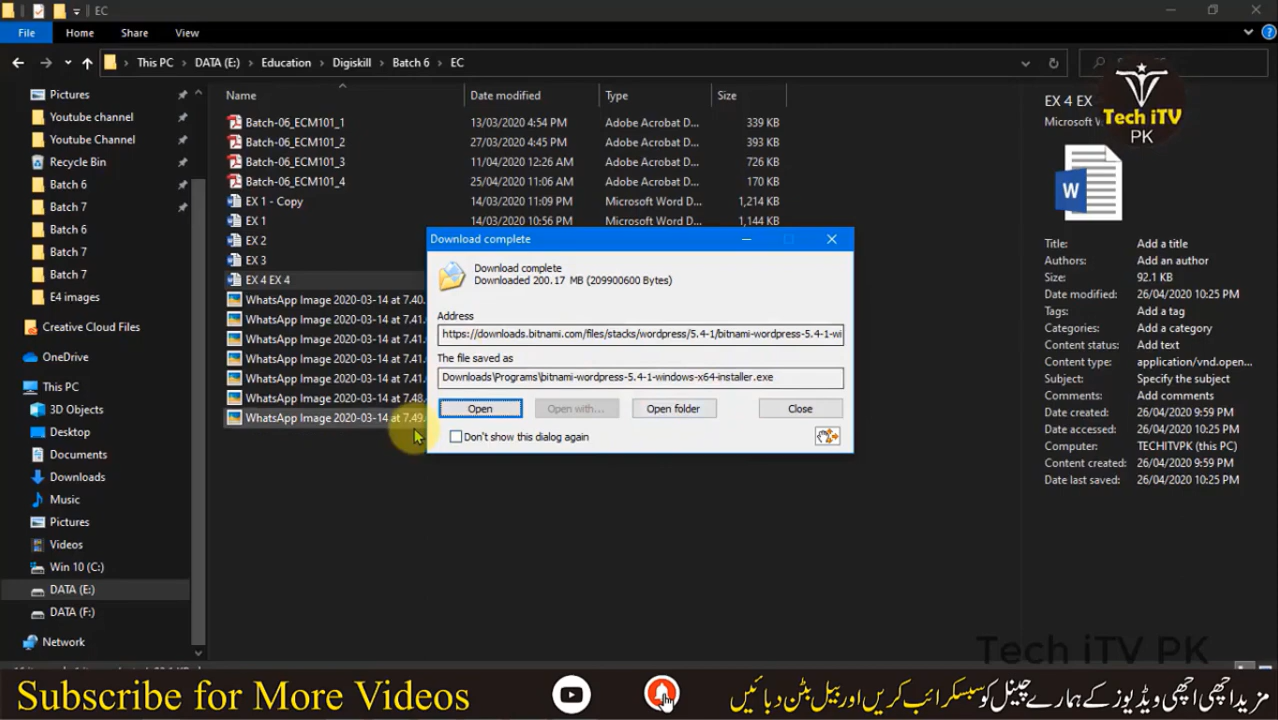 EC
File Home Share View
This PC DATA (E:) Education Digiskill Batch 6 EC
Tech iTV
PK
Pictures
Youtube channel
Youtube Channel
Recycle Bin
Batch 6
Batch 7
Batch 6
Batch 7
Batch 7
E4 images
Creative Cloud Files
OneDrive
This PC
3D Objects
Desktop
Documents
Downloads
Music
Pictures
Videos
Win 10 (C:)
DATA (E:)
DATA (F:)
Network
Name Date modified Type Size
Batch-06_ECM101_1 13/03/2020 4:54 PM Adobe Acrobat D... 339 KB
Batch-06_ECM101_2 27/03/2020 4:45 PM Adobe Acrobat D... 393 KB
Batch-06_ECM101_3 11/04/2020 12:26 AM Adobe Acrobat D... 726 KB
Batch-06_ECM101_4 25/04/2020 11:06 AM Adobe Acrobat D... 170 KB
EX 1 - Copy 14/03/2020 11:09 PM Microsoft Word D... 1,214 KB
EX 1 14/03/2020 10:56 PM Microsoft Word D... 1,144 KB
EX 2
EX 3
EX 4 EX 4
WhatsApp Image 2020-03-14 at 7.40.
WhatsApp Image 2020-03-14 at 7.41.
WhatsApp Image 2020-03-14 at 7.41.
WhatsApp Image 2020-03-14 at 7.41.
WhatsApp Image 2020-03-14 at 7.41.
WhatsApp Image 2020-03-14 at 7.48.
WhatsApp Image 2020-03-14 at 7.49.
Download complete
Download complete
Downloaded 200.17 MB (209900600 Bytes)
Address
https://downloads.bitnami.com/files/stacks/wordpress/5.4-1/bitnami-wordpress-5.4-1-wi
The file saved as
Downloads\Programs\bitnami-wordpress-5.4-1-windows-x64-installer.exe
Open Open with... Open folder Close
Don't show this dialog again
EX 4 EX
Microsoft W
W
Title: Add a title
Authors: Add an author
Size: 92.1 KB
Date modified: 26/04/2020 10:25 PM
Tags: Add a tag
Categories: Add a category
Content status: Add text
Content type: application/vnd.open...
Subject: Specify the subject
Comments: Add comments
Date accessed: 26/04/2020 9:59 PM
Computer: TECHITVPK (this PC)
Content created: 26/04/2020 9:59 PM
Date last saved: 26/04/2020 10:25 PM
Tech iTV PK
Subscribe for More Videos
مزید اچھی اچھی ویڈیوز کے ہمارے چینل کو سبسکرائب کریں اور بیل بٹن دبائیں